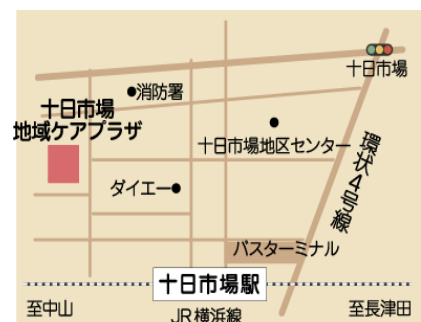 十日市場
消防署
十日市場
地域ケアプラザ
十日市場地区センター
環状4号線
ダイエー
バスターミナル
十日市場駅
至中山
JR横浜線
至長津田